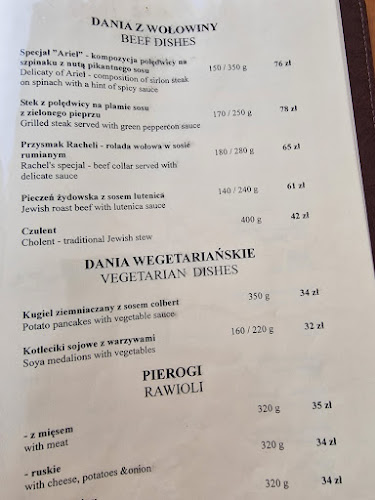 DANIA Z WOŁOWINY
BEEF DISHES
Specjał "Ariel" - kompozycja polędwicy na
szpinaku z nutą pikantnego sosu 150 / 350 g 76 zł
Delicaty of Ariel - composition of sirlon steak
on spinach with a hint of spicy sauce
Stek z polędwicy na plamie sosu
z zielonego pieprzu 170 / 250 g 78 zł
Grilled steak served with green peppercon sauce
Przysmak Racheli - rolada wołowa w sosie 180 / 280 g 65 zł
rumianym
Rachel's specjal - beef collar served with
delicate sauce
Pieczeń żydowska z sosem lutenica 140 / 240 g 61 zł
Jewish roast beef with lutenica sauce
Czulent 400 g 42 zł
Cholent - traditional Jewish stew
DANIA WEGETARIAŃSKIE
VEGETARIAN DISHES
Kugiel ziemniaczany z sosem colbert 350 g 34 zł
Potato pancakes with vegetable sauce
Kotleciki sojowe z warzywami 160 / 220 g 32 zł
Soya medalions with vegetables
PIEROGI
RAWIOLI
- z mięsem 320 g 35 zł
with meat
- ruskie 320 g 34 zł
with cheese, potatoes &onion
320 g 34 zł